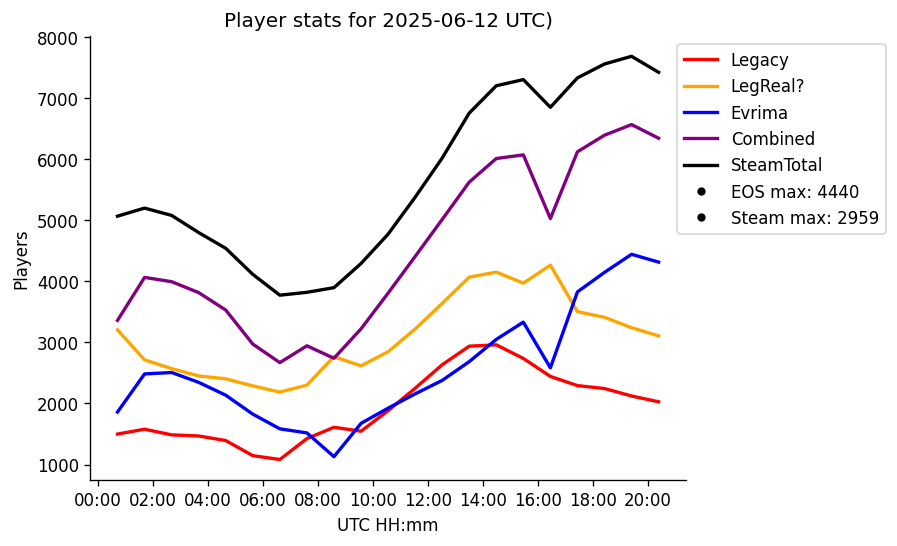 Player stats for 2025-06-12 UTC)
Players
8000
7000
6000
5000
4000
3000
2000
1000
00:00 02:00 04:00 06:00 08:00 10:00 12:00 14:00 16:00 18:00 20:00
UTC HH:mm
Legacy
LegReal?
Evrima
Combined
SteamTotal
EOS max: 4440
Steam max: 2959